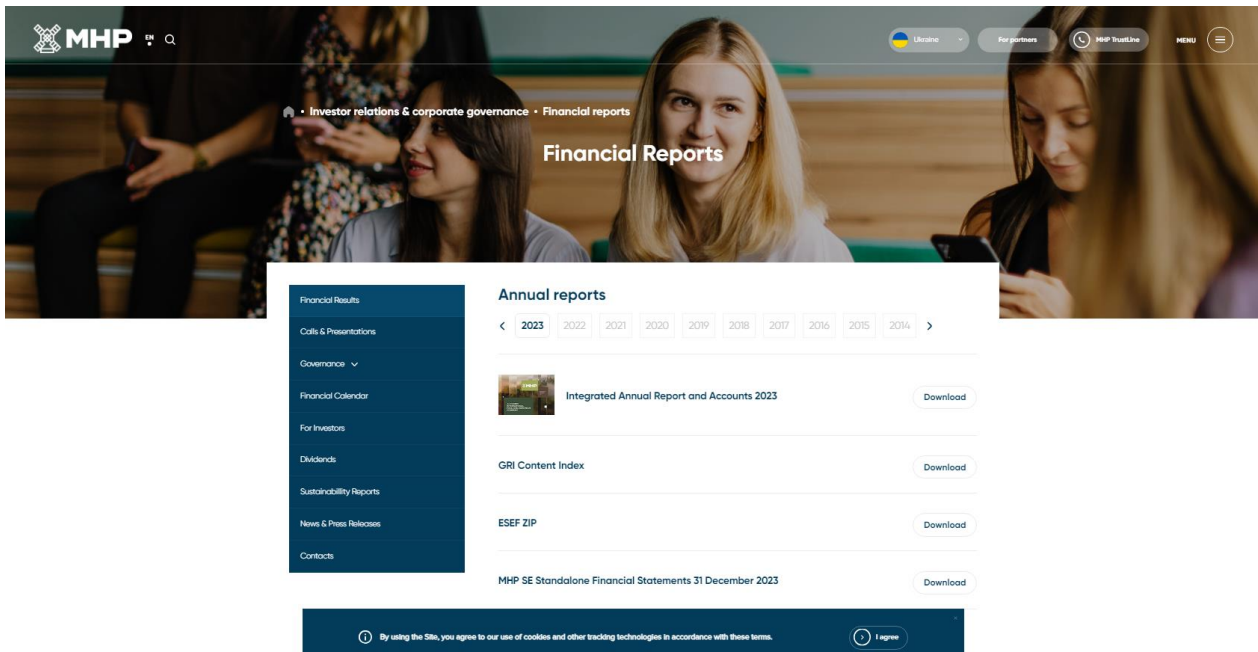 MHP EN
Ukraine
For partners
MHP TrustLine
MENU
• Investor relations & corporate governance • Financial reports
Financial Reports
Financial Results
Calls & Presentations
Governance
Financial Calendar
For Investors
Dividends
Sustainabillity Reports
News & Press Releases
Contacts
Annual reports
2023 2022 2021 2020 2019 2018 2017 2016 2015 2014
Integrated Annual Report and Accounts 2023
Download
GRI Content Index
Download
ESEF ZIP
Download
MHP SE Standalone Financial Statements 31 December 2023
Download
By using the Site, you agree to our use of cookies and other tracking technologies in accordance with these terms.
I agree